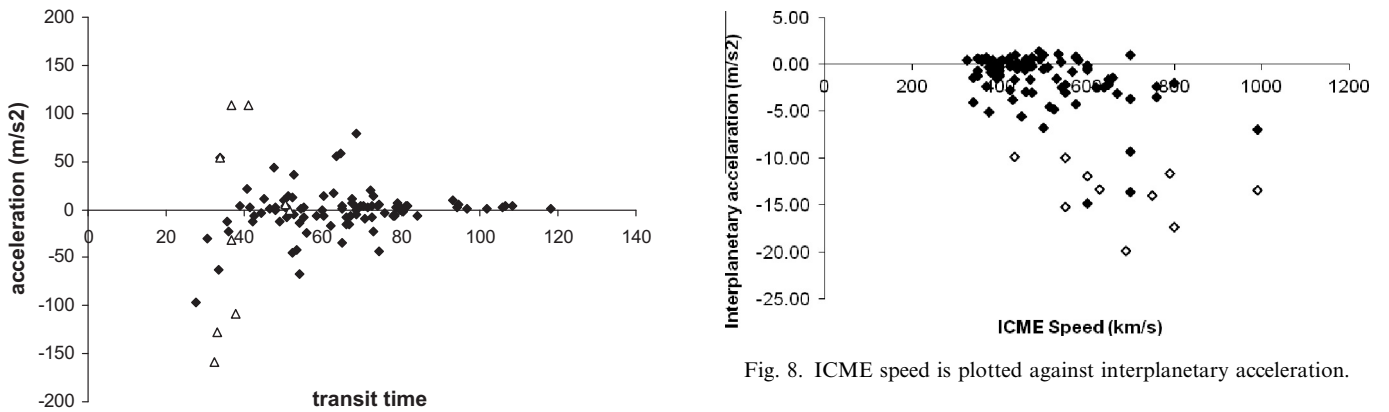 200
150
100
50
0
-50
-100
-150
-200
0 20 40 60 80 100 120 140
acceleration (m/s2)
transit time
5.00
0.00
-5.00
-10.00
-15.00
-20.00
-25.00
0 200 400 600 800 1000 1200
Interplanetary accelaration (m/s2)
ICME Speed (km/s)
Fig. 8. ICME speed is plotted against interplanetary acceleration.